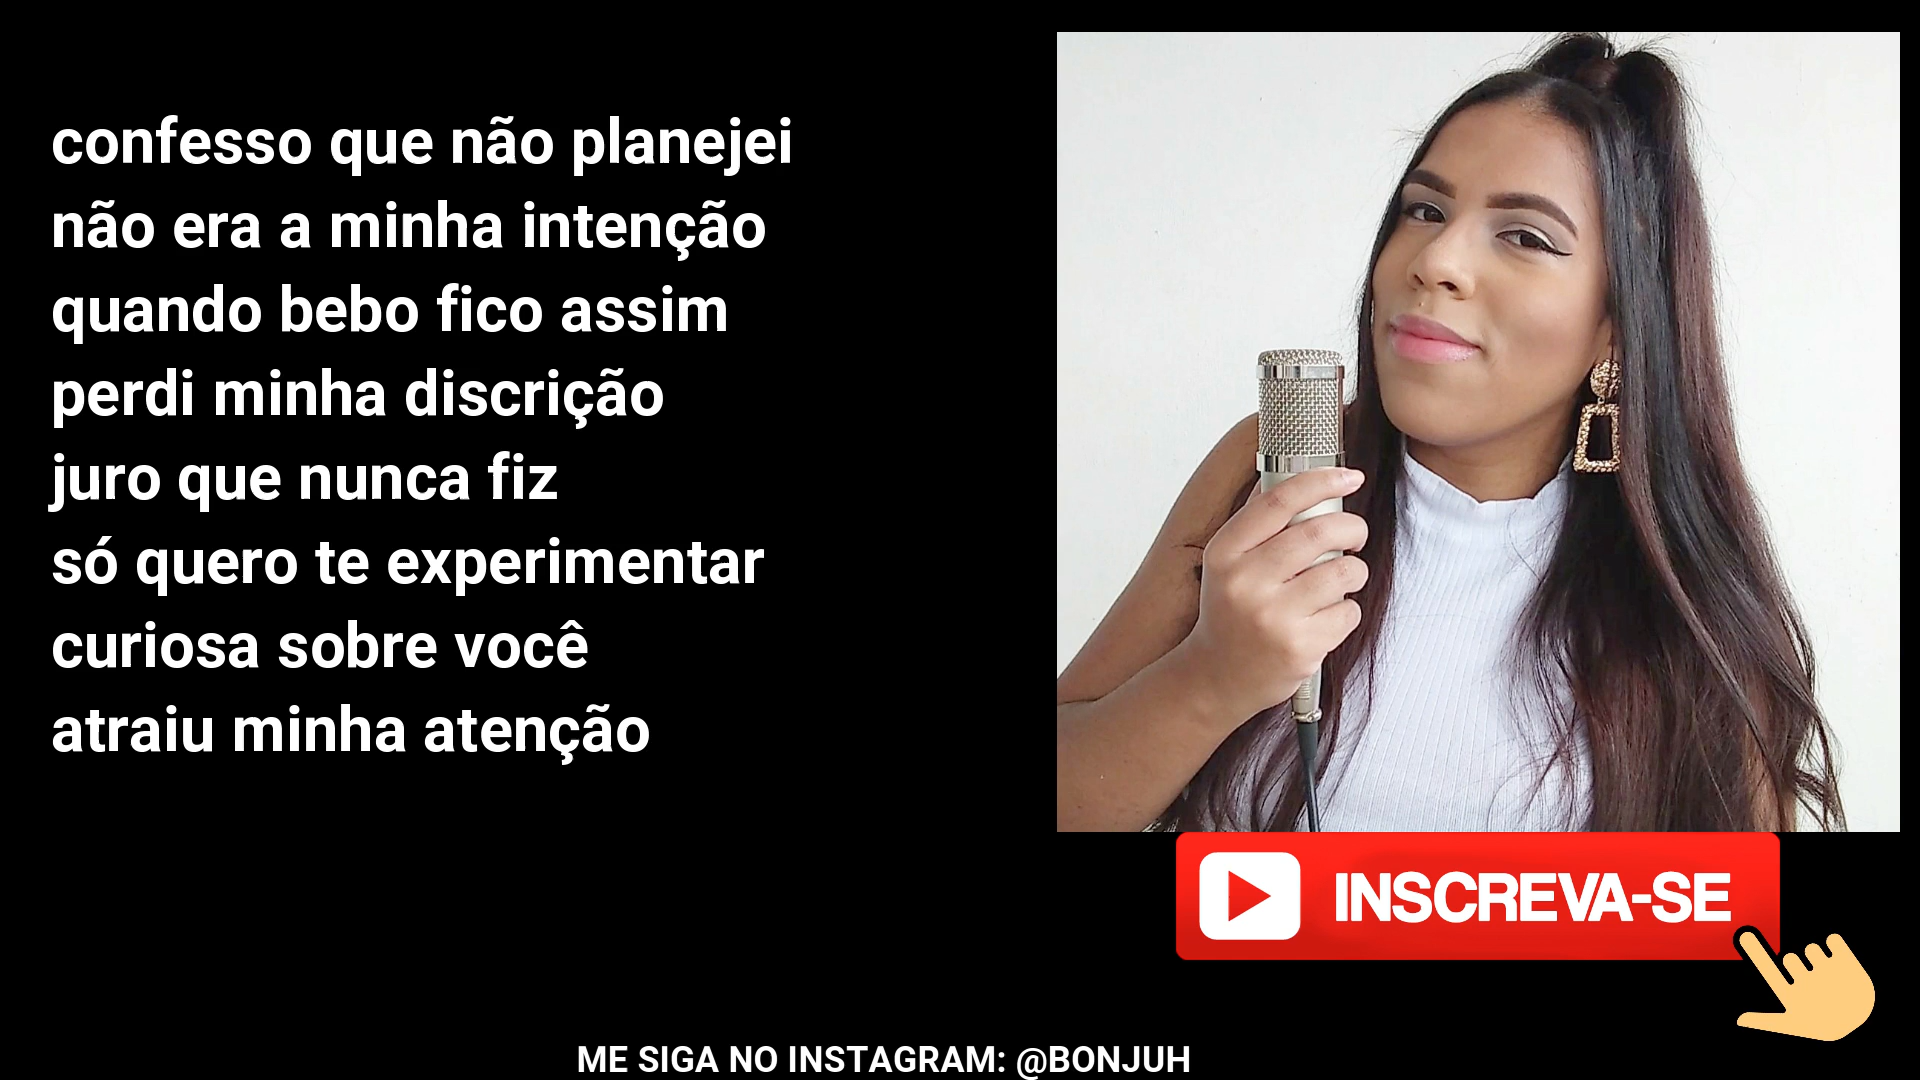 confesso que não planejei
não era a minha intenção
quando bebo fico assim
perdi minha discrição
juro que nunca fiz
só quero te experimentar
curiosa sobre você
atraiu minha atenção
INSCREVA-SE
ME SIGA NO INSTAGRAM: @BONJUH